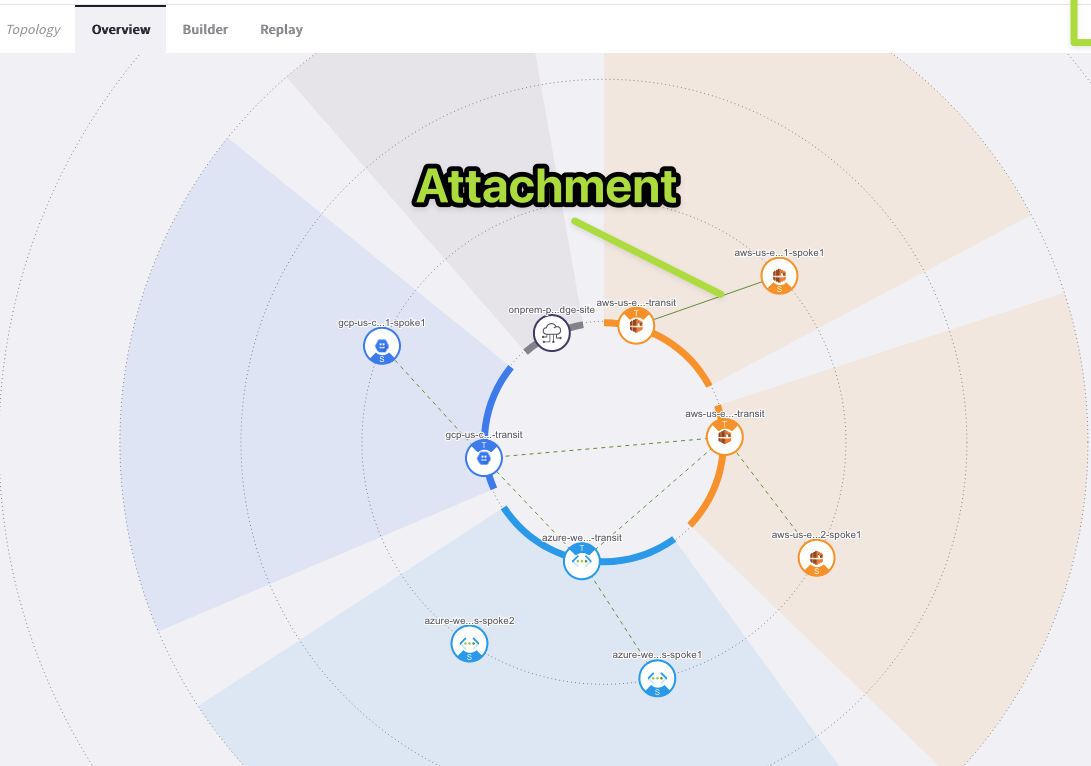 Topology Overview Builder Replay
Attachment
aws-us-e...1-spoke1
S
onprem-p...dge-site
aws-us-e...-transit
T
gcp-us-c...1-spoke1
S
aws-us-e...-transit
T
gcp-us-c...-transit
T
aws-us-e...2-spoke1
S
azure-we...-transit
T
azure-we...s-spoke2
S
azure-we...s-spoke1
S